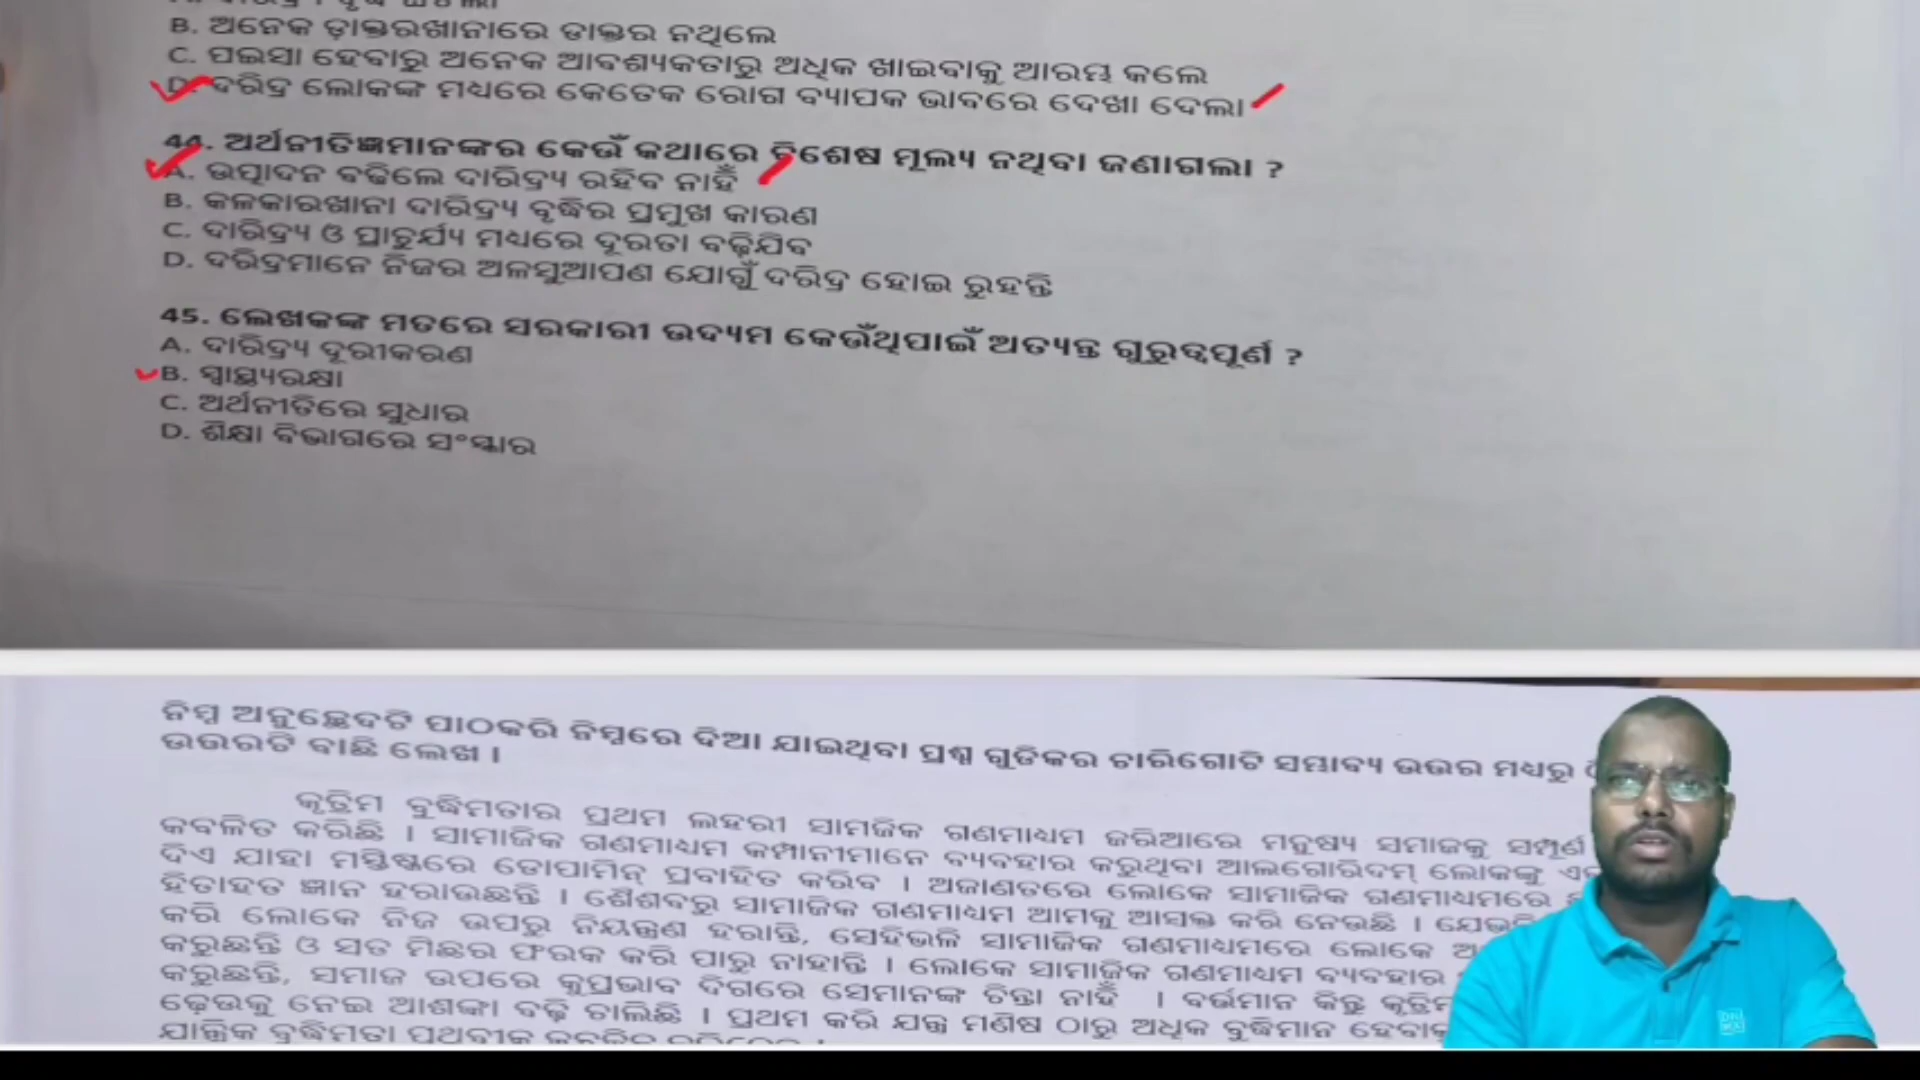 B. ଅନେକ ଡ଼ାକ୍ତରଖାନାରେ ଡାକ୍ତର ନଥିଲେ
C. ପଇସା ହେବାରୁ ଅନେକ ଆବଶ୍ୟକତାରୁ ଅଧିକ ଖାଇବାକୁ ଆରମ୍ଭ କଲେ
D. ଦରିଦ୍ର ଲୋକଙ୍କ ମଧ୍ୟରେ କେତେକ ରୋଗ ବ୍ୟାପକ ଭାବରେ ଦେଖା ଦେଲା
44. ଅର୍ଥନୀତିଜ୍ଞମାନଙ୍କର କେଉଁ କଥାରେ ବିଶେଷ ମୂଲ୍ୟ ନଥିବା ଜଣାଗଲା ?
A. ଉତ୍ପାଦନ ବଢିଲେ ଦାରିଦ୍ର୍ୟ ରହିବ ନାହିଁ
B. କଳକାରଖାନା ଦାରିଦ୍ର୍ୟ ବୃଦ୍ଧିର ପ୍ରମୁଖ କାରଣ
C. ଦାରିଦ୍ର୍ୟ ଓ ପ୍ରାଚୁର୍ଯ୍ୟ ମଧ୍ୟରେ ଦୂରତା ବଢ଼ିଯିବ
D. ଦରିଦ୍ରମାନେ ନିଜର ଅଳସୁଆପଣ ଯୋଗୁଁ ଦରିଦ୍ର ହୋଇ ରୁହନ୍ତି
45. ଲେଖକଙ୍କ ମତରେ ସରକାରୀ ଉଦ୍ୟମ କେଉଁଥିପାଇଁ ଅତ୍ୟନ୍ତ ଗୁରୁତ୍ୱପୂର୍ଣ ?
A. ଦାରିଦ୍ର୍ୟ ଦୂରୀକରଣ
B. ସ୍ୱାସ୍ଥ୍ୟରକ୍ଷା
C. ଅର୍ଥନୀତିରେ ସୁଧାର
D. ଶିକ୍ଷା ବିଭାଗରେ ସଂସ୍କାର
ନିମ୍ନ ଅନୁଚ୍ଛେଦଟି ପାଠକରି ନିମ୍ନରେ ଦିଆ ଯାଇଥିବା ପ୍ରଶ୍ନ ଗୁଡିକର ଚାରିଗୋଟି ସମ୍ଭାବ୍ୟ ଉତ୍ତର ମଧ୍ୟରୁ
ଉତ୍ତରଟି ବାଛି ଲେଖ ।
କୃତ୍ରିମ ବୁଦ୍ଧିମତାର ପ୍ରଥମ ଲହରୀ ସାମଜିକ ଗଣମାଧ୍ୟମ ଜରିଆରେ ମନୁଷ୍ୟ ସମାଜକୁ ସମ୍ପୂର୍ଣ
କବଳିତ କରିଛି । ସାମାଜିକ ଗଣମାଧ୍ୟମ କମ୍ପାନୀମାନେ ବ୍ୟବହାର କରୁଥିବା ଆଲଗୋରିଦମ୍ ଲୋକଙ୍କୁ
ଦିଏ ଯାହା ମସ୍ତିଷ୍କରେ ଡୋପାମିନ୍ ପ୍ରବାହିତ କରିବ । ଅଜାଣତରେ ଲୋକେ ସାମାଜିକ ଗଣମାଧ୍ୟମରେ
ହିତାହତ ଜ୍ଞାନ ହରାଉଛନ୍ତି । ଶୈଶବରୁ ସାମାଜିକ ଗଣମାଧ୍ୟମ ଆମକୁ ଆସକ୍ତ କରି ନେଉଛି ।
କରି ଲୋକେ ନିଜ ଉପରୁ ନିୟନ୍ତ୍ରଣ ହରାନ୍ତି, ସେହିଭଳି ସାମାଜିକ ଗଣମାଧ୍ୟମରେ ଲୋକେ
କରୁଛନ୍ତି ଓ ସତ ମିଛର ଫରକ କରି ପାରୁ ନାହାନ୍ତି । ଲୋକେ ସାମାଜିକ ଗଣମାଧ୍ୟମ ବ୍ୟବହାର
କରୁଛନ୍ତି, ସମାଜ ଉପରେ କୁପ୍ରଭାବ ଦିଗରେ ସେମାନଙ୍କ ଚିନ୍ତା ନାହିଁ । ବର୍ତ୍ତମାନ କିନ୍ତୁ
ଢ଼େଉକୁ ନେଇ ଆଶଙ୍କା ବଢ଼ି ଚାଲିଛି । ପ୍ରଥମ କରି ଯନ୍ତ୍ର ମଣିଷ ଠାରୁ ଅଧିକ ବୁଦ୍ଧିମାନ
ଯାନ୍ତ୍ରିକ ବୁଦ୍ଧିମତା